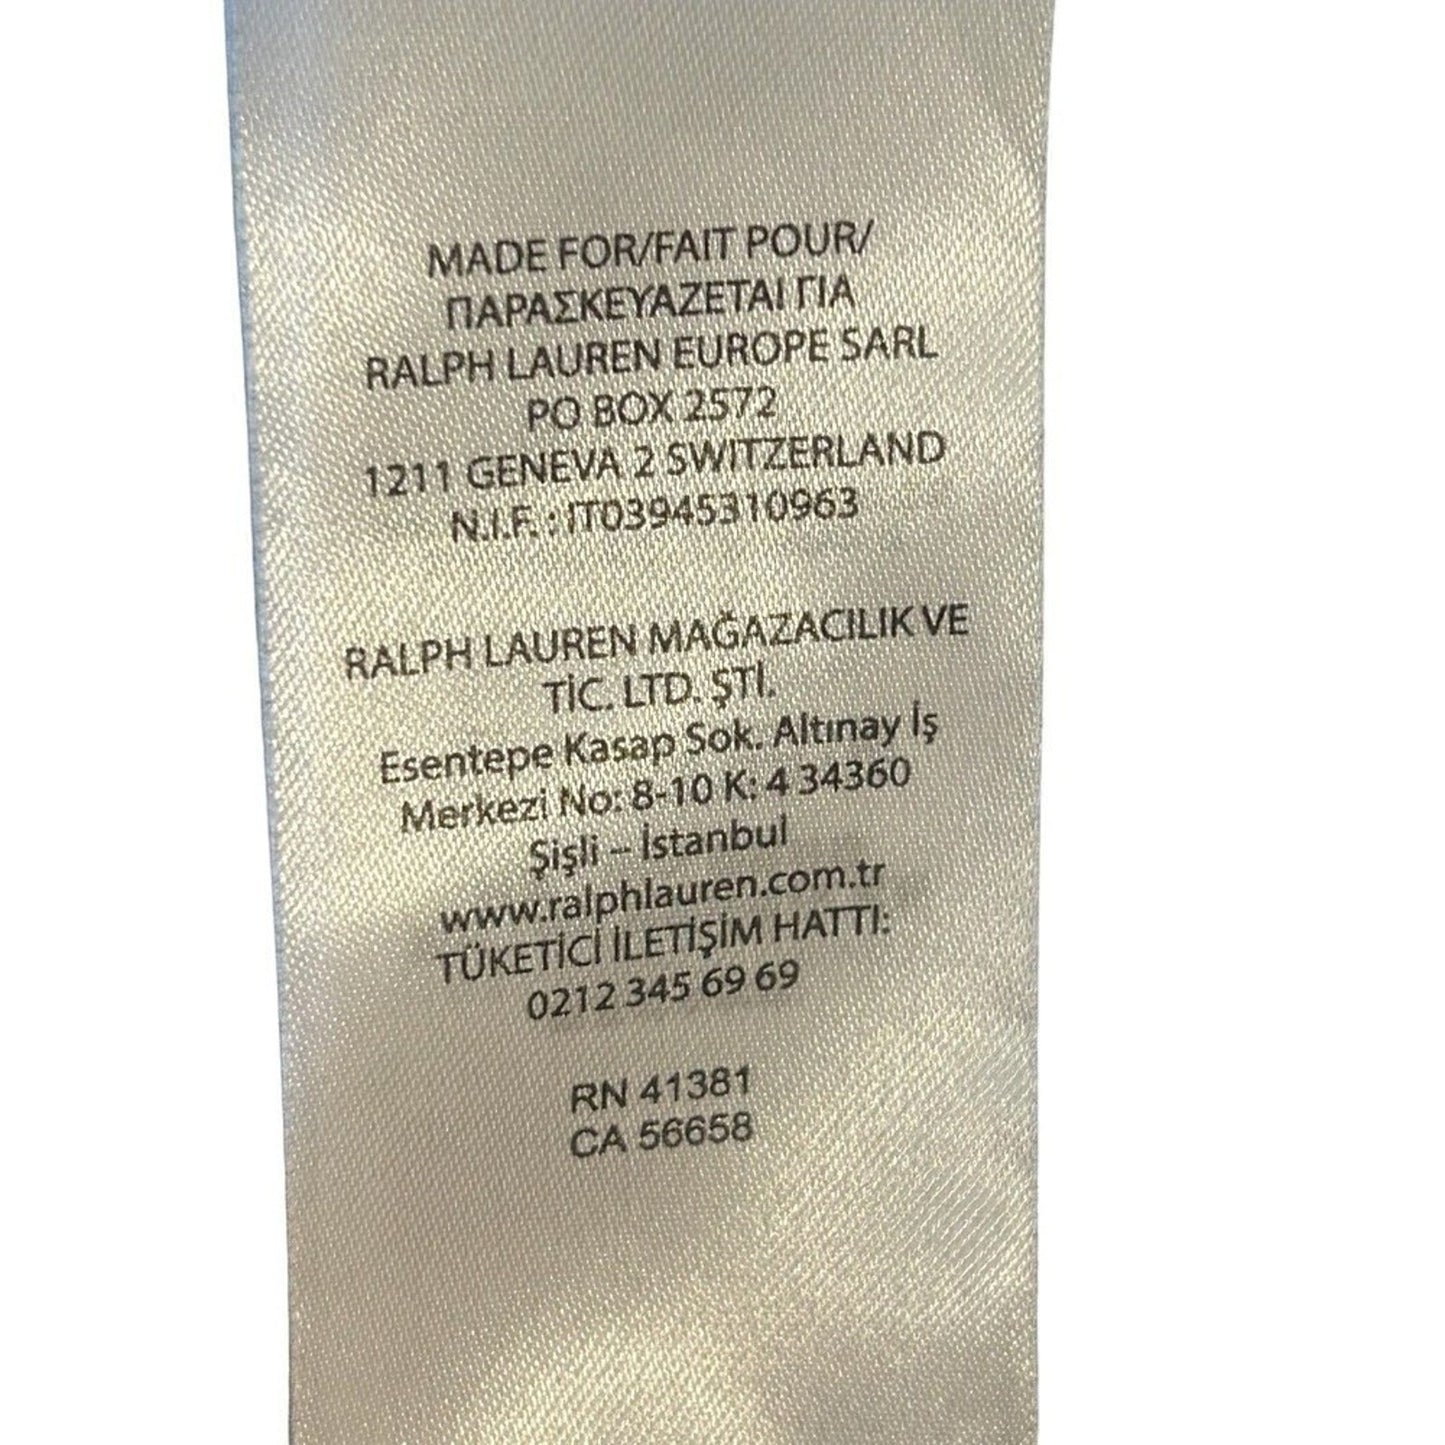 MADE FOR/FAIT POUR/
ΠΑΡΑΣΚΕΥΑΖΕΤΑΙ ΓΙΑ
RALPH LAUREN EUROPE SARL
PO BOX 2572
1211 GENEVA 2 SWITZERLAND
N.I.F. : IT03945310963
RALPH LAUREN MAĞAZACILIK VE
TİC. LTD. ŞTİ.
Esentepe Kasap Sok. Altınay İş
Merkezi No: 8-10 K: 4 34360
Şişli – İstanbul
www.ralphlauren.com.tr
TÜKETİCİ İLETİŞİM HATTI:
0212 345 69 69
RN 41381
CA 56658